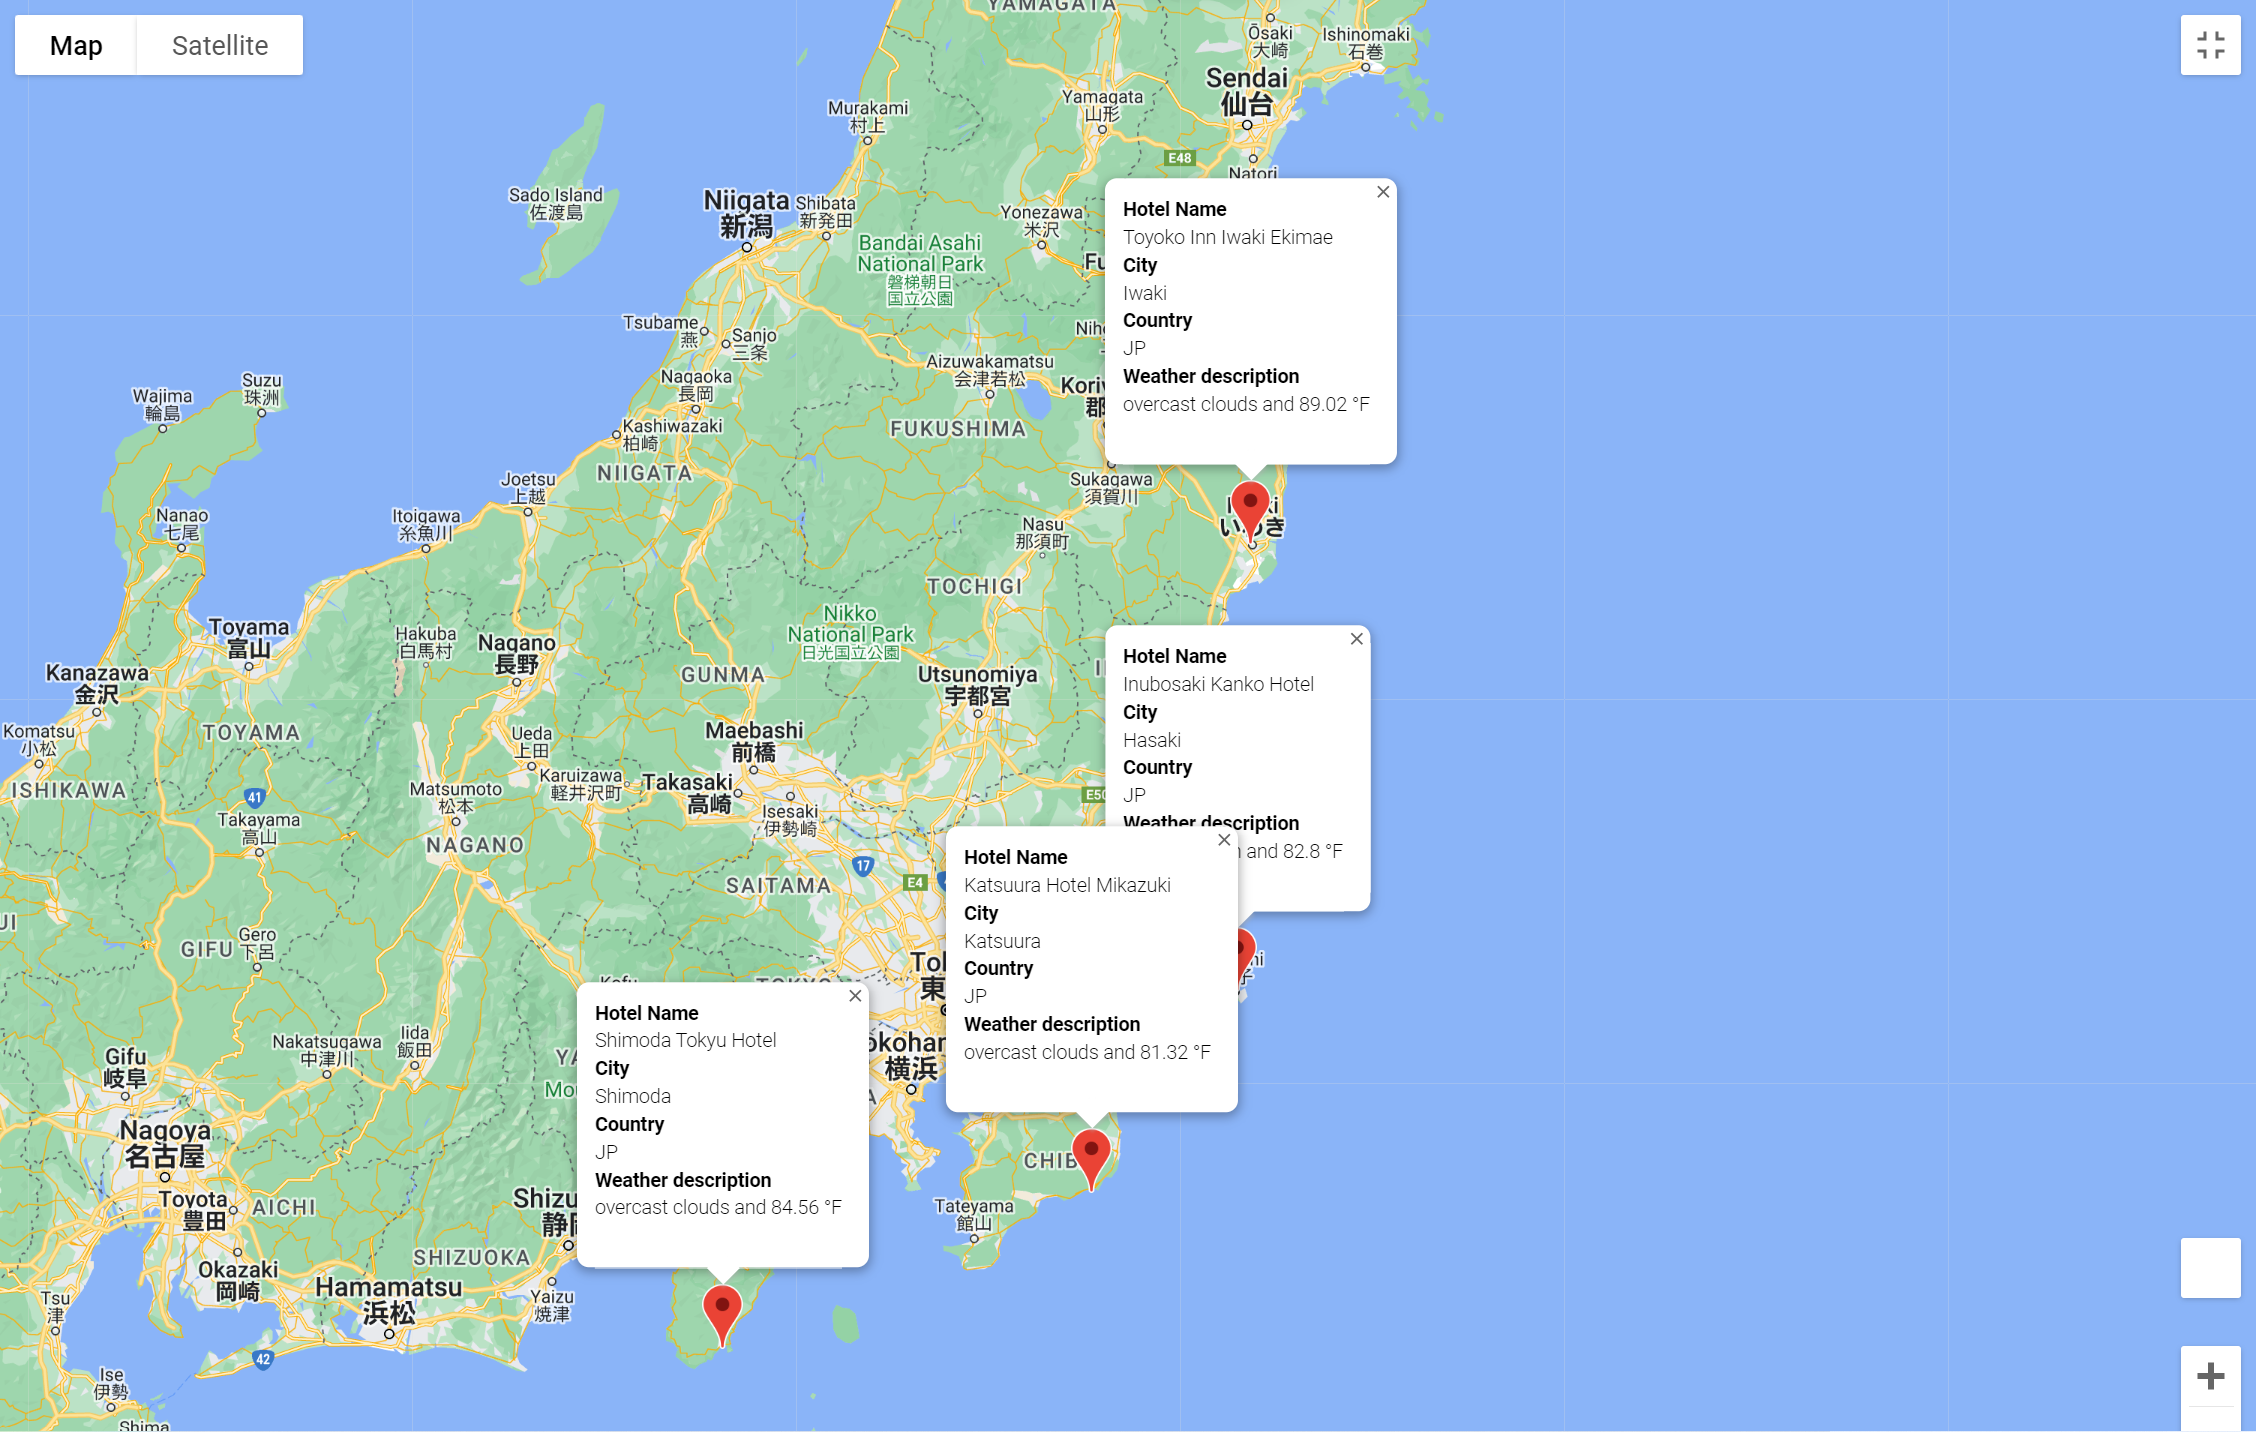 Map
Satellite
YAMAGATA
Ōsaki
大崎
Ishinomaki
石巻
Sendai
仙台
Yamagata
山形
Murakami
村上
E48
Natori
Sado Island
佐渡島
Niigata
新潟
Shibata
新発田
Yonezawa
米沢
Bandai Asahi
National Park
磐梯朝日
国立公園
Hotel Name
Toyoko Inn Iwaki Ekimae
City
Iwaki
Country
JP
Weather description
overcast clouds and 89.02 °F
Tsubame
燕
Sanjo
三条
Aizuwakamatsu
会津若松
Nagaoka
長岡
Suzu
珠洲
Wajima
輪島
Kashiwazaki
柏崎
FUKUSHIMA
NIIGATA
Joetsu
上越
Sukagawa
須賀川
Itoigawa
糸魚川
Nanao
七尾
Nasu
那須町
TOCHIGI
Nikko
National Park
日光国立公園
Toyama
富山
Hakuba
白馬村
Nagano
長野
Kanazawa
金沢
GUNMA
Utsunomiya
宇都宮
Hotel Name
Inubosaki Kanko Hotel
City
Hasaki
Country
JP
Weather description
and 82.8 °F
Komatsu
小松
TOYAMA
Ueda
上田
Maebashi
前橋
Karuizawa
軽井沢町
Takasaki
高崎
Isesaki
伊勢崎
ISHIKAWA
41
Matsumoto
松本
Takayama
高山
NAGANO
17
E4
SAITAMA
Hotel Name
Katsuura Hotel Mikazuki
City
Katsuura
Country
JP
Weather description
overcast clouds and 81.32 °F
GIFU
Gero
下呂
Hotel Name
Shimoda Tokyu Hotel
City
Shimoda
Country
JP
Weather description
overcast clouds and 84.56 °F
Iida
飯田
Nakatsugawa
中津川
Gifu
岐阜
横浜
Nagoya
名古屋
Toyota
豊田
AICHI
Tateyama
館山
SHIZUOKA
Okazaki
岡崎
Hamamatsu
浜松
Yaizu
焼津
Tsu
津
42
Ise
伊勢
Shima